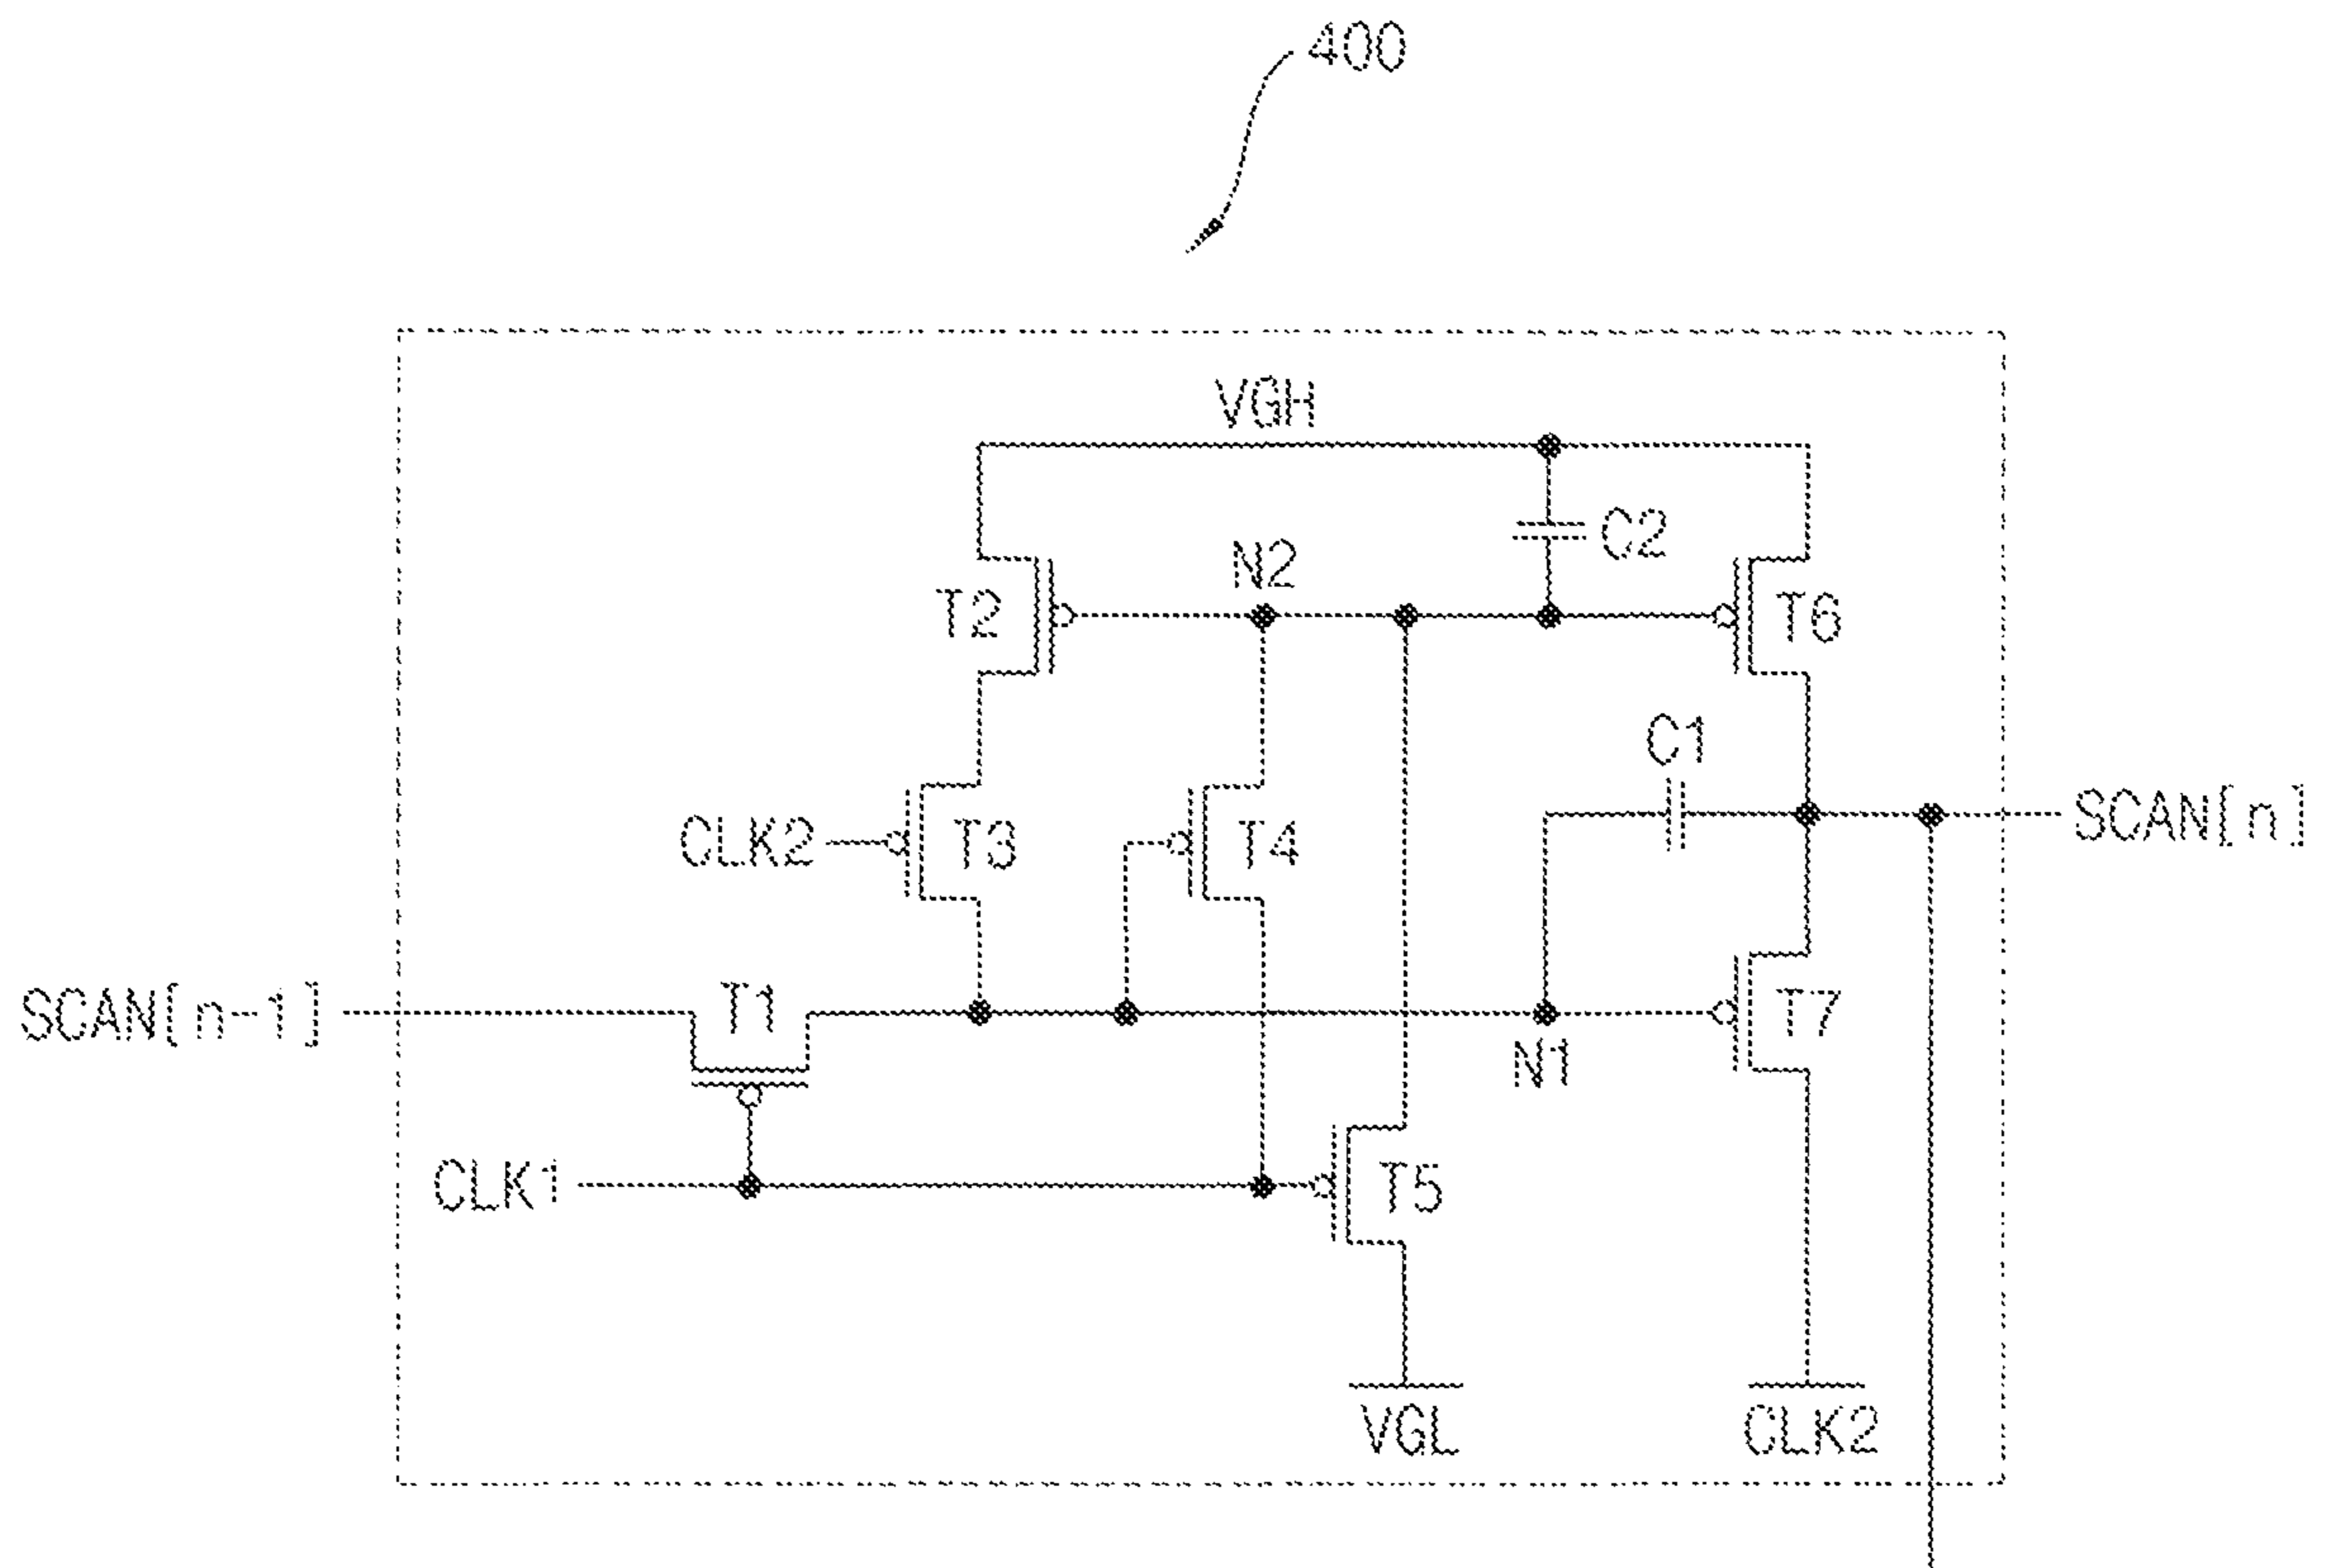 400
VGH
C2
N2
T2
T6
C1
CLK2
T3
T4
SCAN[n]
SCAN[n-1]
T1
T7
N1
CLK1
T5
VGL
CLK2